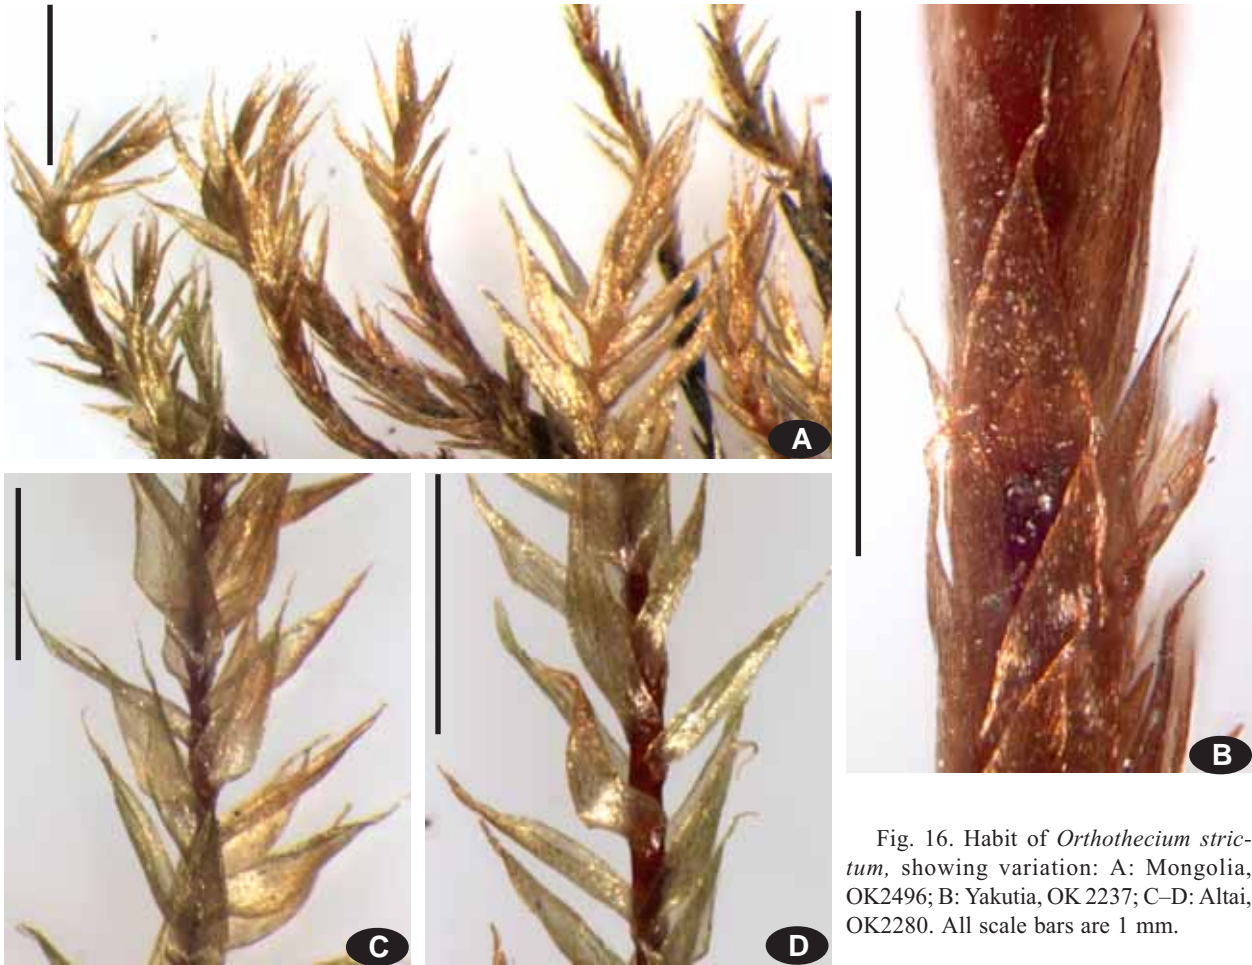 A
B
C
D
Fig. 16. Habit of Orthothecium stric-
tum, showing variation: A: Mongolia,
OK2496; B: Yakutia, OK 2237; C–D: Altai,
OK2280. All scale bars are 1 mm.